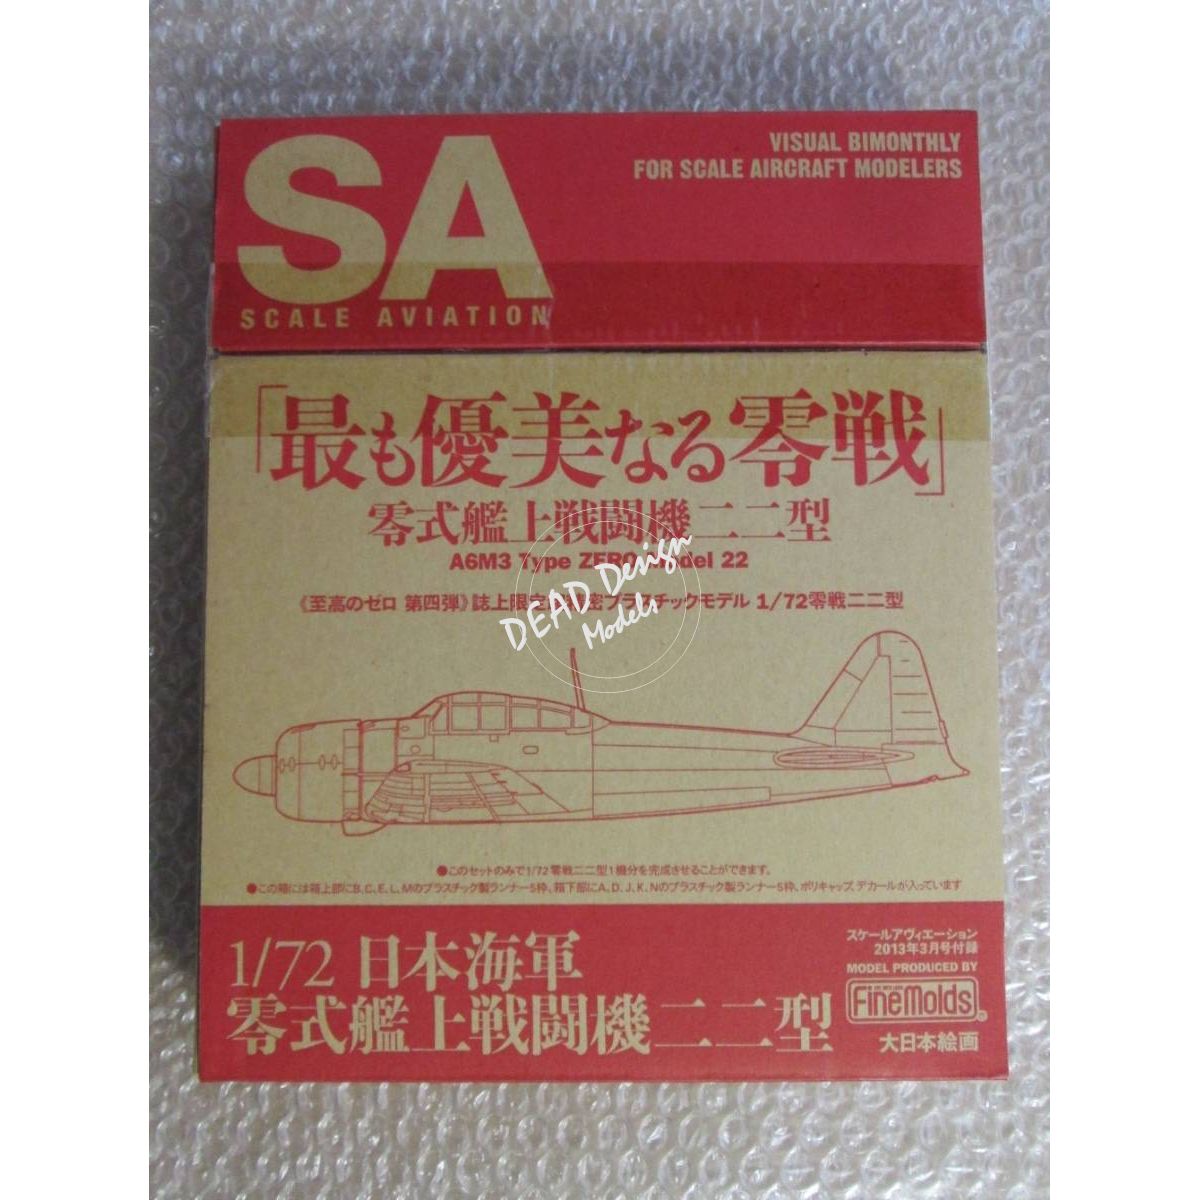 SA
SCALE AVIATION
VISUAL BIMONTHLY
FOR SCALE AIRCRAFT MODELERS
「最も優美なる零戦」
零式艦上戦闘機二二型
A6M3 Type ZERO Model 22
《至高のゼロ 第四弾》誌上限定 密プラスチックモデル 1/72零戦二二型
DEAD Design
Models
●このセットのみで1/72零戦二二型1機分を完成させることができます。
●この箱には箱上部にB、C、E、L、Mのプラスチック製ランナー5枠、箱下部にA、D、J、K、Nのプラスチック製ランナー5枠、ポリキャップ、デカールが入っています
1/72 日本海軍
零式艦上戦闘機二二型
スケールアヴィエーション
2013年3月号付録
MODEL PRODUCED BY
FineMolds
大日本絵画